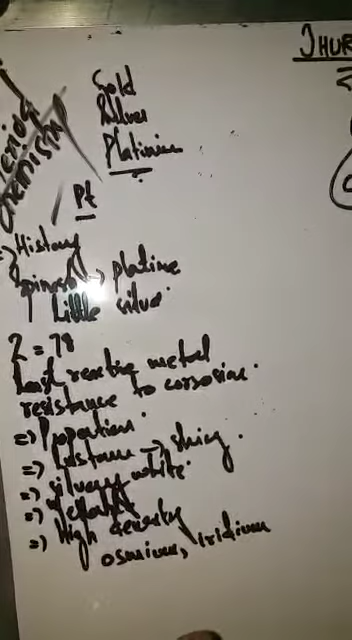 THUR
Gold
Silver
Platinum
Pt
=> History
Spinosh -> platina
Little silver
Z = 78
Least reactive metal
resistance to corrosion.
=> Properties.
=> Lustrous -> shiny.
=> silvery white.
=>
=> High density
osmium, iridium